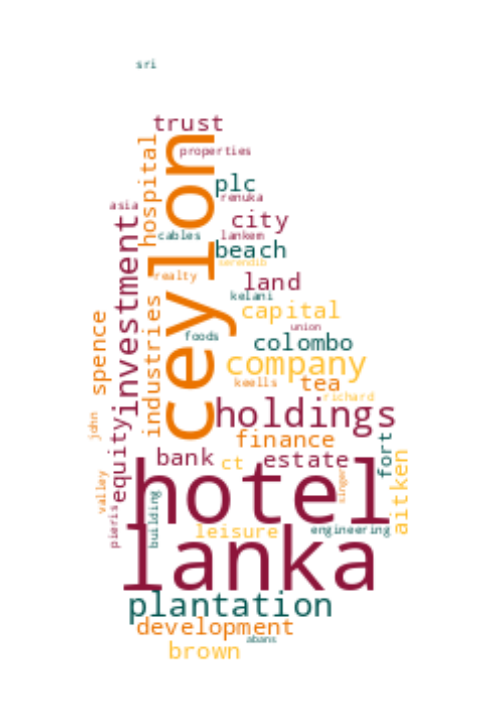 sri
trust
hospital
properties
plc
renuka
asia
city
ceylon
cables
lankem
beach
serendib
investment
realty
land
kelani
industries
capital
union
foods
colombo
spence
company
keells
tea
richard
john
holdings
equity
finance
fort
bank
ct
estate
aitken
hotel
valley
singer
pieris
building
leisure
engineering
lanka
plantation
development
abans
brown